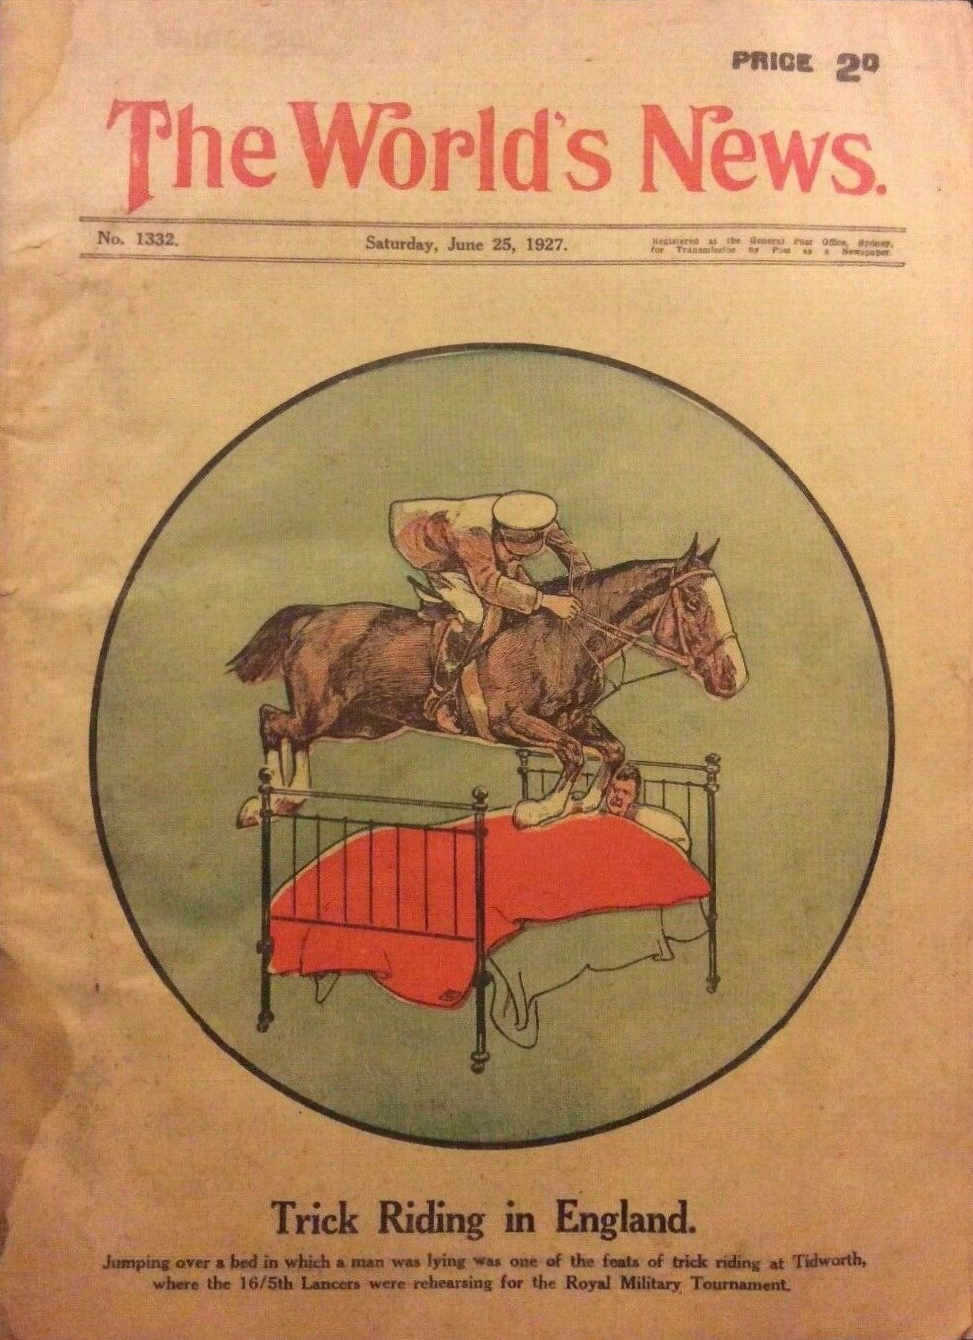 PRICE 2D
The World's News.
No. 1332.
Saturday, June 25, 1927.
Registered at the General Post Office, Sydney,
for Transmission by Post as a Newspaper.
Trick Riding in England.
Jumping over a bed in which a man was lying was one of the feats of trick riding at Tidworth,
where the 16/5th Lancers were rehearsing for the Royal Military Tournament.